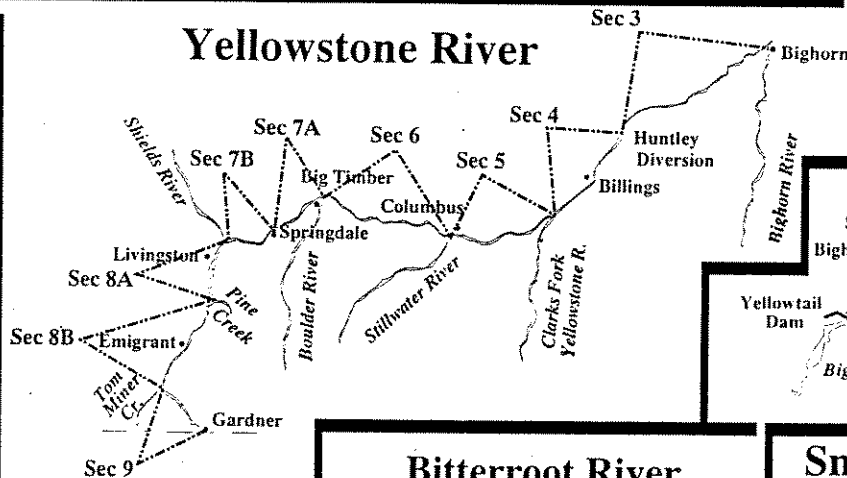 Yellowstone River
Sec 3
Bighorn
Sec 4
Huntley
Diversion
Billings
Bighorn River
Sec 7A
Sec 6
Sec 5
Sec 7B
Shields River
Big Timber
Columbus
Springdale
Livingston
Sec 8A
Boulder River
Stillwater River
Clarks Fork
Yellowstone R.
Pine
Creek
Sec 8B
Emigrant
Tom
Miner
Cr.
Gardner
Sec 9
Yellowtail
Dam
Bitterroot River